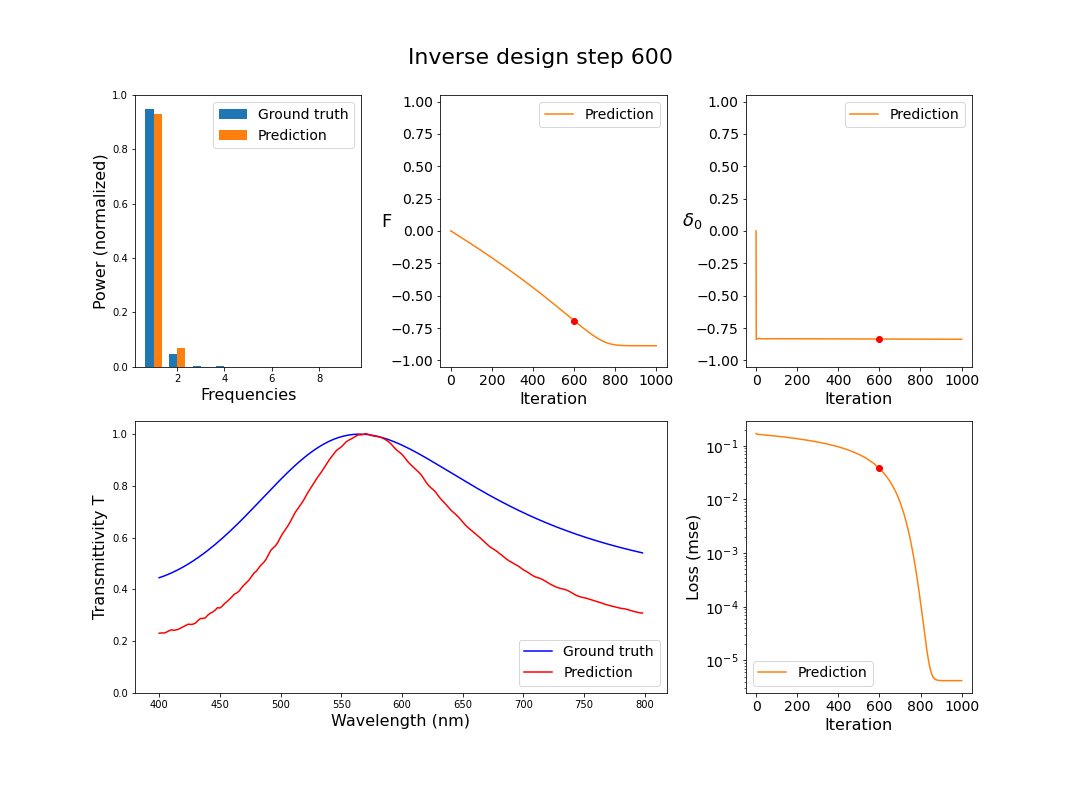 Inverse design step 600
1.0
0.8
0.6
0.4
0.2
0.0
Power (normalized)
Ground truth
Prediction
2 4 6 8
Frequencies
1.00
0.75
0.50
0.25
0.00
−0.25
−0.50
−0.75
−1.00
F
Prediction
0 200 400 600 800 1000
Iteration
1.00
0.75
0.50
0.25
0.00
−0.25
−0.50
−0.75
−1.00
δ₀
Prediction
0 200 400 600 800 1000
Iteration
1.0
0.8
0.6
0.4
0.2
0.0
Transmittivity T
Ground truth
Prediction
400 450 500 550 600 650 700 750 800
Wavelength (nm)
10⁻¹
10⁻²
10⁻³
10⁻⁴
10⁻⁵
Loss (mse)
Prediction
0 200 400 600 800 1000
Iteration